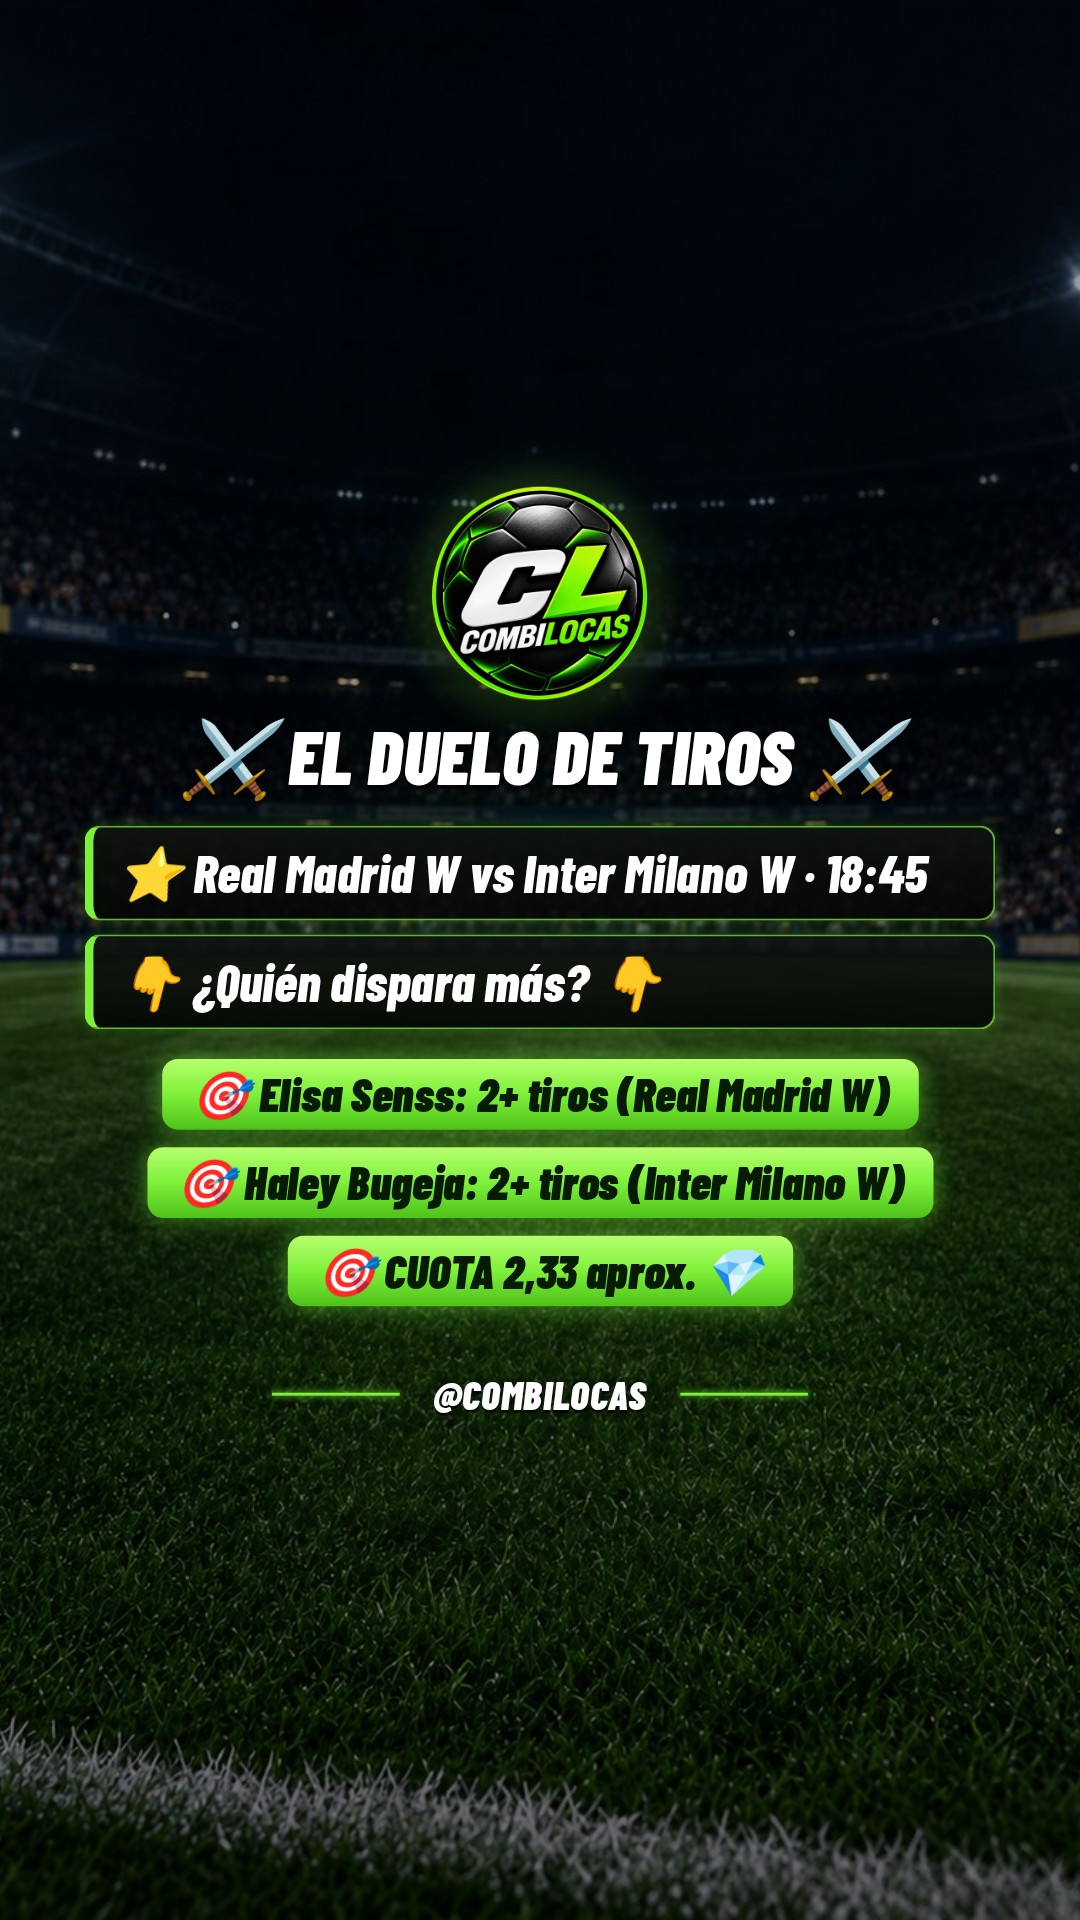 CL
COMBILOCAS
⚔️ EL DUELO DE TIROS ⚔️
⭐ Real Madrid W vs Inter Milano W · 18:45
👇 ¿Quién dispara más? 👇
🎯 Elisa Senss: 2+ tiros (Real Madrid W)
🎯 Haley Bugeja: 2+ tiros (Inter Milano W)
🎯 CUOTA 2,33 aprox. 💎
@COMBILOCAS